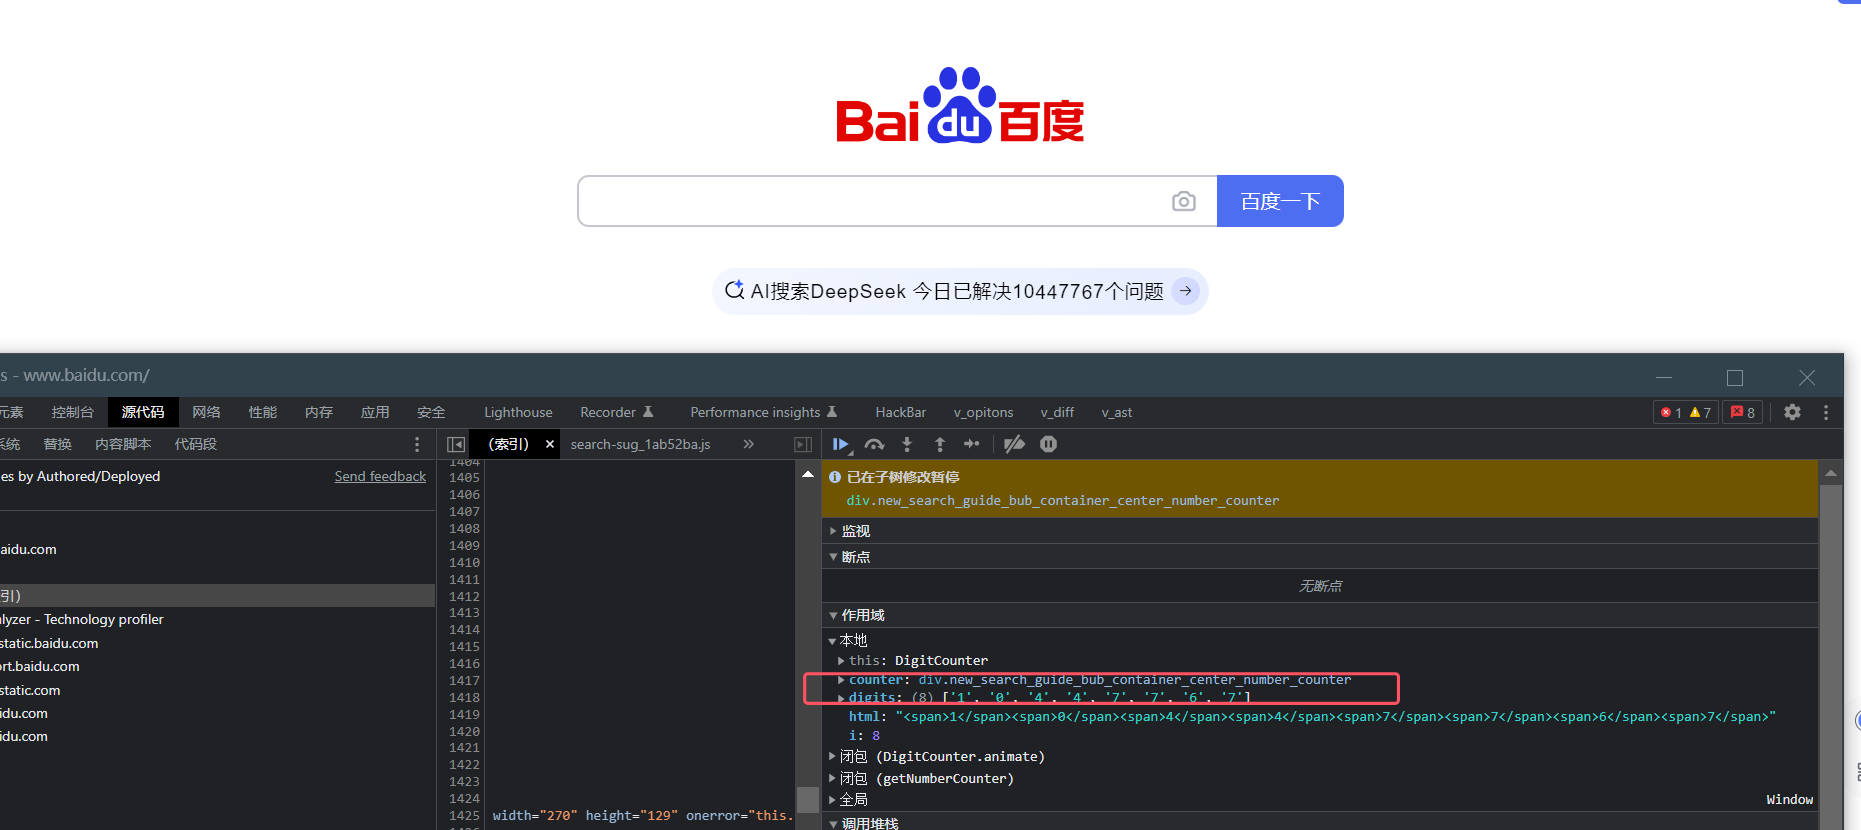 Bai du 百度
百度一下
AI搜索DeepSeek 今日已解决10447767个问题
s - www.baidu.com/
元素 控制台 源代码 网络 性能 内存 应用 安全 Lighthouse Recorder Performance insights HackBar v_opitons v_diff v_ast 1 7 8
系统 替换 内容脚本 代码段
(索引) × search-sug_1ab52ba.js »
es by Authored/Deployed Send feedback
aidu.com
引)
lyzer - Technology profiler
static.baidu.com
ort.baidu.com
static.com
idu.com
idu.com
1404
1405
1406
1407
1408
1409
1410
1411
1412
1413
1414
1415
1416
1417
1418
1419
1420
1421
1422
1423
1424
1425 width="270" height="129" onerror="this.
已在子树修改暂停
div.new_search_guide_bub_container_center_number_counter
监视
断点
无断点
作用域
本地
this: DigitCounter
counter: div.new_search_guide_bub_container_center_number_counter
digits: (8) ['1', '0', '4', '4', '7', '7', '6', '7']
html: "<span>1</span><span>0</span><span>4</span><span>4</span><span>7</span><span>7</span><span>6</span><span>7</span>"
i: 8
闭包 (DigitCounter.animate)
闭包 (getNumberCounter)
全局 Window
调用堆栈